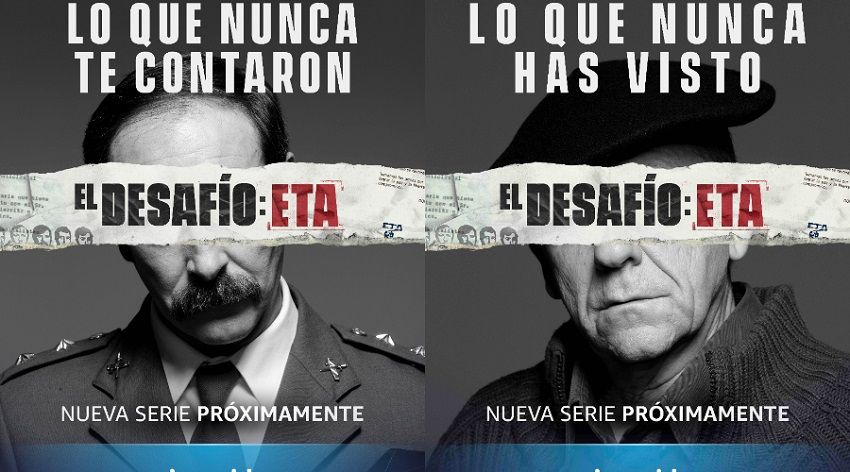 LO QUE NUNCA
TE CONTARON
EL DESAFÍO: ETA
NUEVA SERIE PRÓXIMAMENTE
LO QUE NUNCA
HAS VISTO
EL DESAFÍO: ETA
NUEVA SERIE PRÓXIMAMENTE